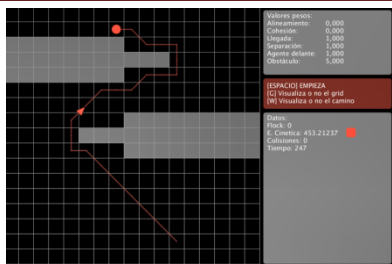 Valores pesos:
Alineamiento: 0,000
Cohesión: 0,000
Llegada: 1,000
Separación: 1,000
Agente delante: 1,000
Obstáculo: 5,000
[ESPACIO] EMPIEZA
[G] Visualiza o no el grid
[W] Visualiza o no el camino
Datos:
Flock: 0
E. Cinetica: 453.21237
Colisiones: 0
Tiempo: 247